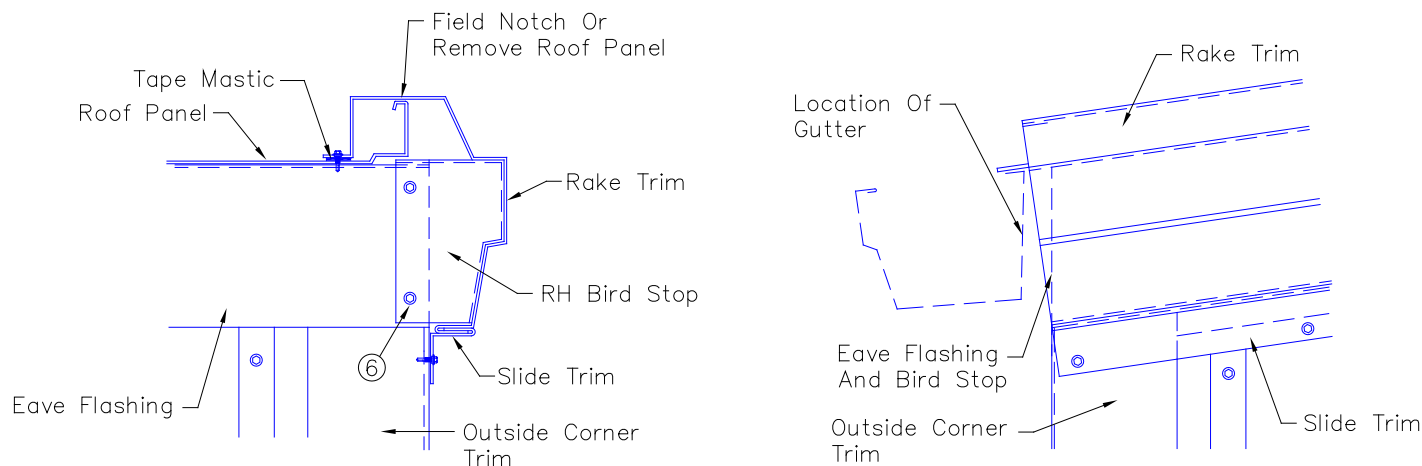 Field Notch Or
Remove Roof Panel
Tape Mastic
Roof Panel
Rake Trim
RH Bird Stop
6
Slide Trim
Eave Flashing
Outside Corner
Trim
Rake Trim
Location Of
Gutter
Eave Flashing
And Bird Stop
Outside Corner
Trim
Slide Trim